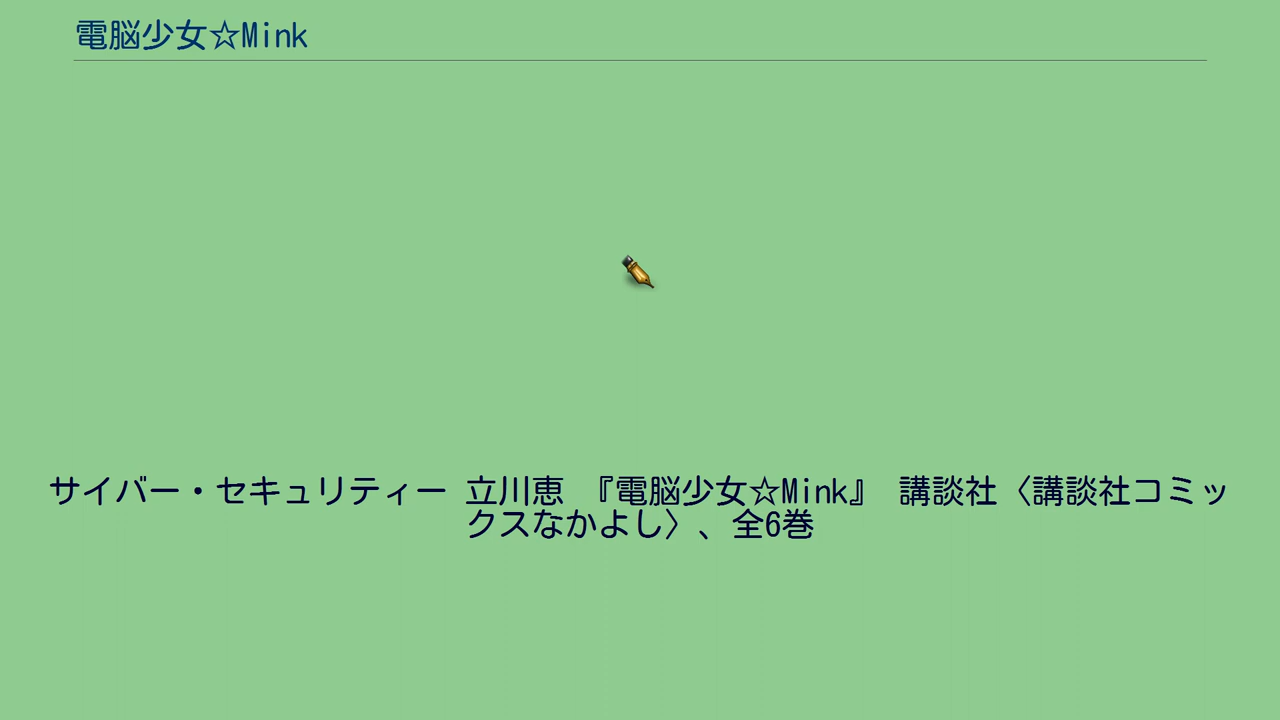 電脳少女☆Mink
サイバー・セキュリティー 立川恵 『電脳少女☆Mink』 講談社〈講談社コミッ
クスなかよし〉、全6巻